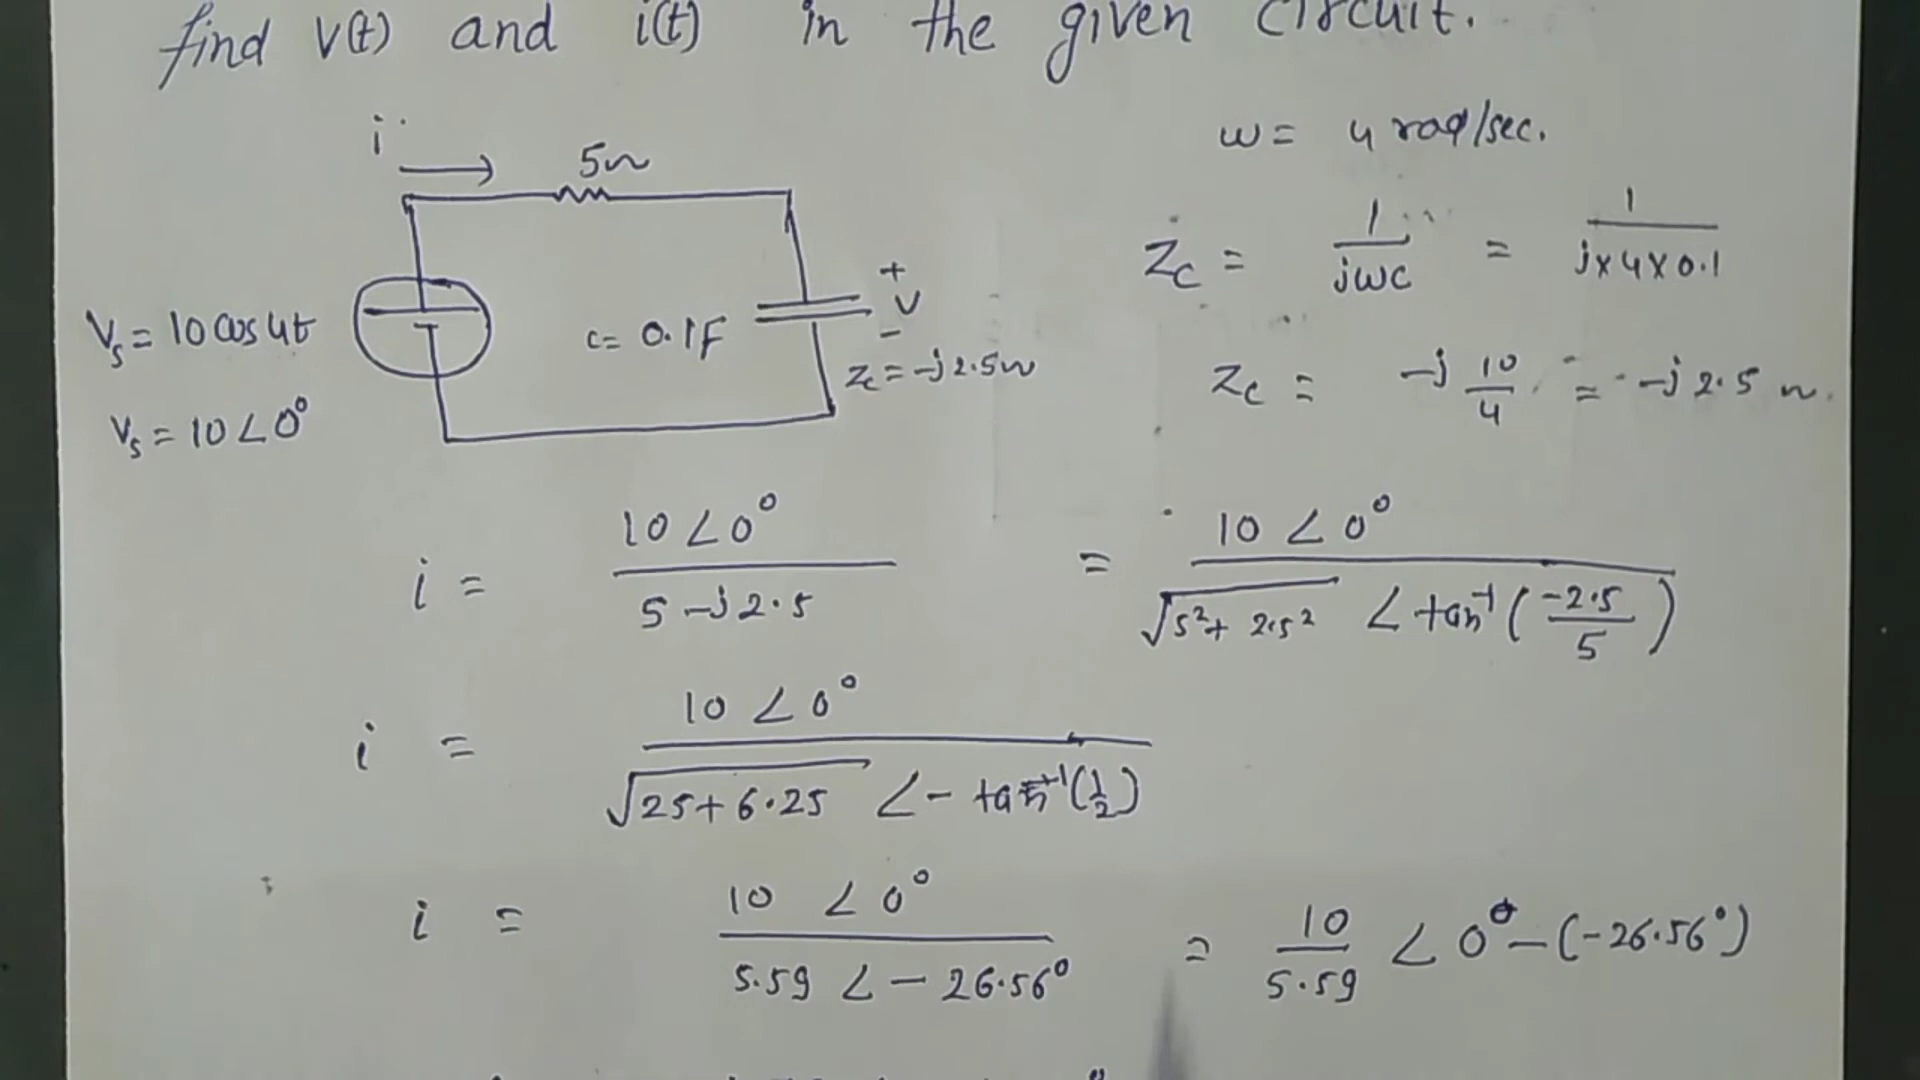 find v(t) and i(t) in the given circuit.
i
5Ω
ω = 4 rad/sec.
Zc = 1/jωC = 1/j×4×0.1
Vs = 10 cos 4t
C = 0.1F
+
V
-
Zc = -j2.5Ω
Zc = -j 10/4 = -j 2.5 Ω.
Vs = 10∠0°
i = 10∠0° / 5-j2.5 = 10∠0° / √5²+2.5² ∠tan⁻¹(-2.5/5)
i = 10∠0° / √25+6.25 ∠-tan⁻¹(1/2)
i = 10∠0° / 5.59∠-26.56° = 10/5.59 ∠0°-(-26.56°)